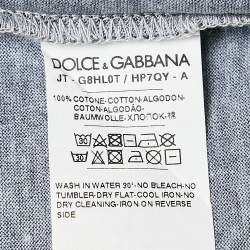 DOLCE & GABBANA
JT - G8HL0T / HP7QY - A
100% COTONE-COTTON-ALGODON-
COTON-ALGODÃO-
BAUMWOLLE-ХЛОПОК-棉
WASH IN WATER 30°-NO BLEACH-NO
TUMBLER-DRY FLAT-COOL IRON-NO
DRY CLEANING-IRON ON REVERSE
SIDE